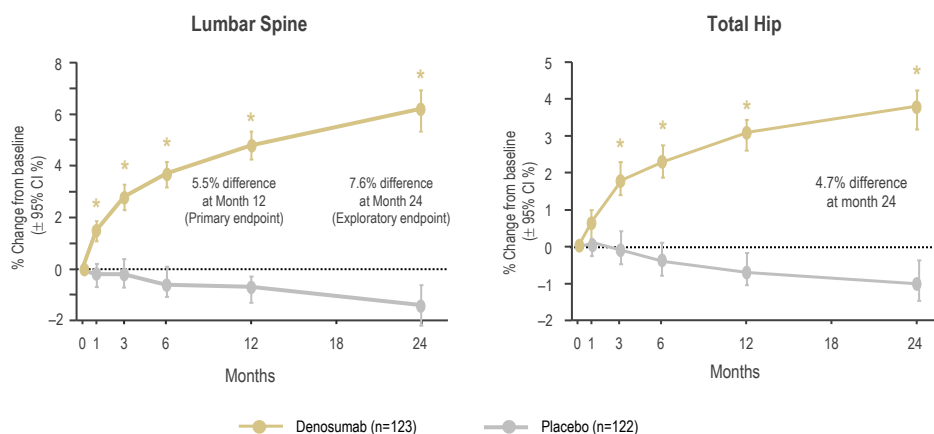 Lumbar Spine
% Change from baseline
(± 95% CI %)
8
6
4
2
0
–2
*
*
*
*
*
5.5% difference
at Month 12
(Primary endpoint)
7.6% difference
at Month 24
(Exploratory endpoint)
0 1 3 6 12 18 24
Months
Total Hip
% Change from baseline
(± 95% CI %)
5
4
3
2
1
0
–1
–2
*
*
*
*
4.7% difference
at month 24
0 1 3 6 12 18 24
Months
Denosumab (n=123)
Placebo (n=122)